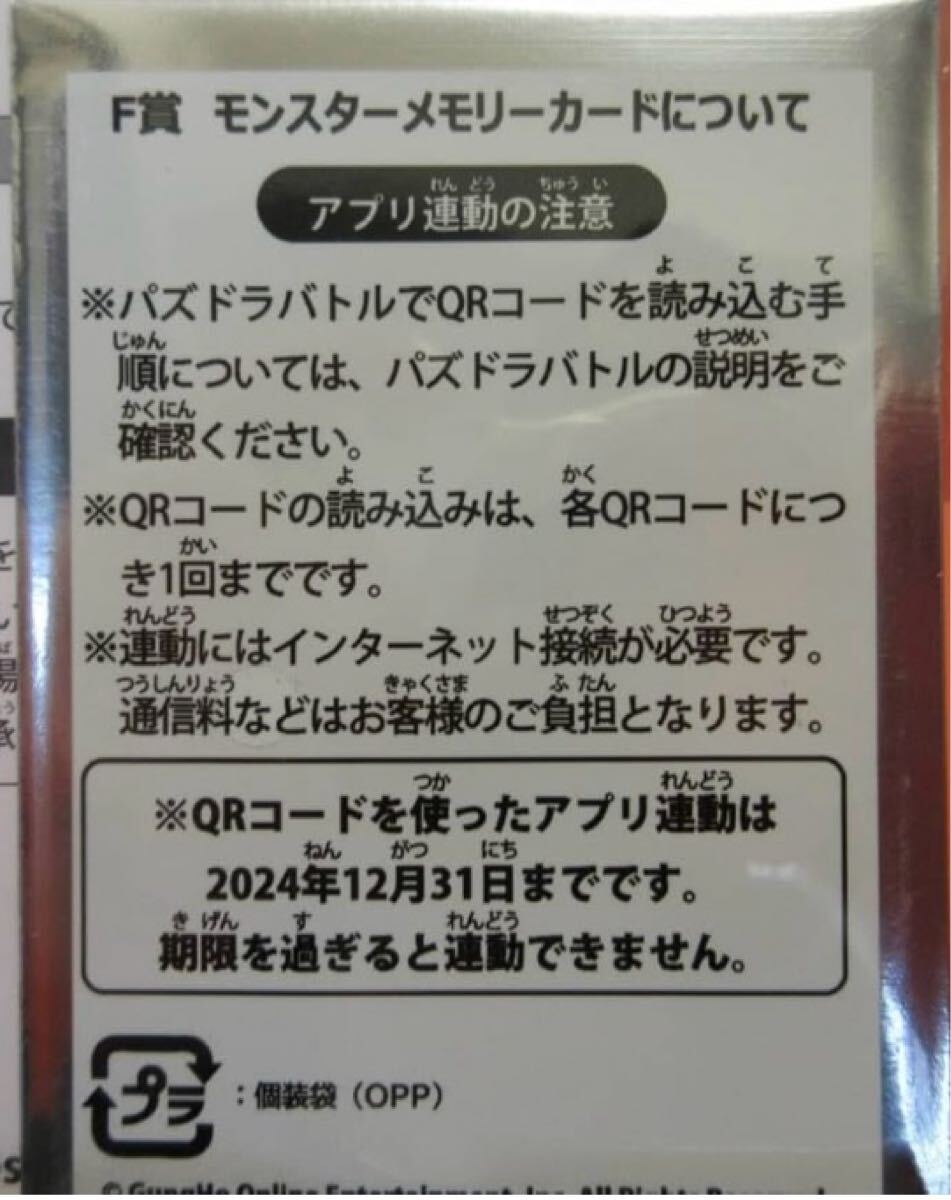 F賞 モンスターメモリーカードについて
アプリ連動の注意
※パズドラバトルでQRコードを読み込む手
順については、パズドラバトルの説明をご
確認ください。
※QRコードの読み込みは、各QRコードにつ
き1回までです。
※連動にはインターネット接続が必要です。
通信料などはお客様のご負担となります。
※QRコードを使ったアプリ連動は
2024年12月31日までです。
期限を過ぎると連動できません。
プラ:個装袋(OPP)
© GungHo Online Entertainment, Inc. All Rights Reserved.